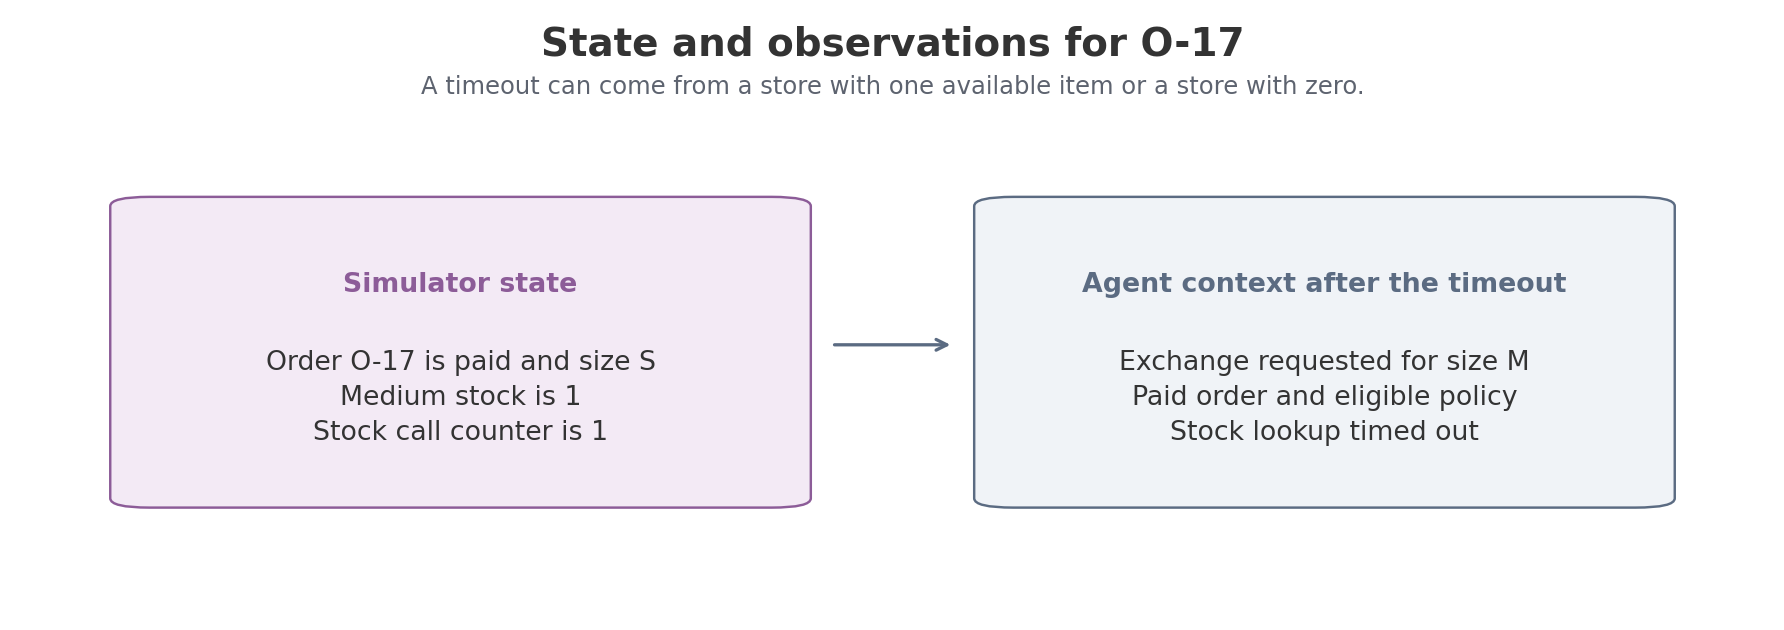 State and observations for O-17
A timeout can come from a store with one available item or a store with zero.
Simulator state
Order O-17 is paid and size S
Medium stock is 1
Stock call counter is 1
Agent context after the timeout
Exchange requested for size M
Paid order and eligible policy
Stock lookup timed out